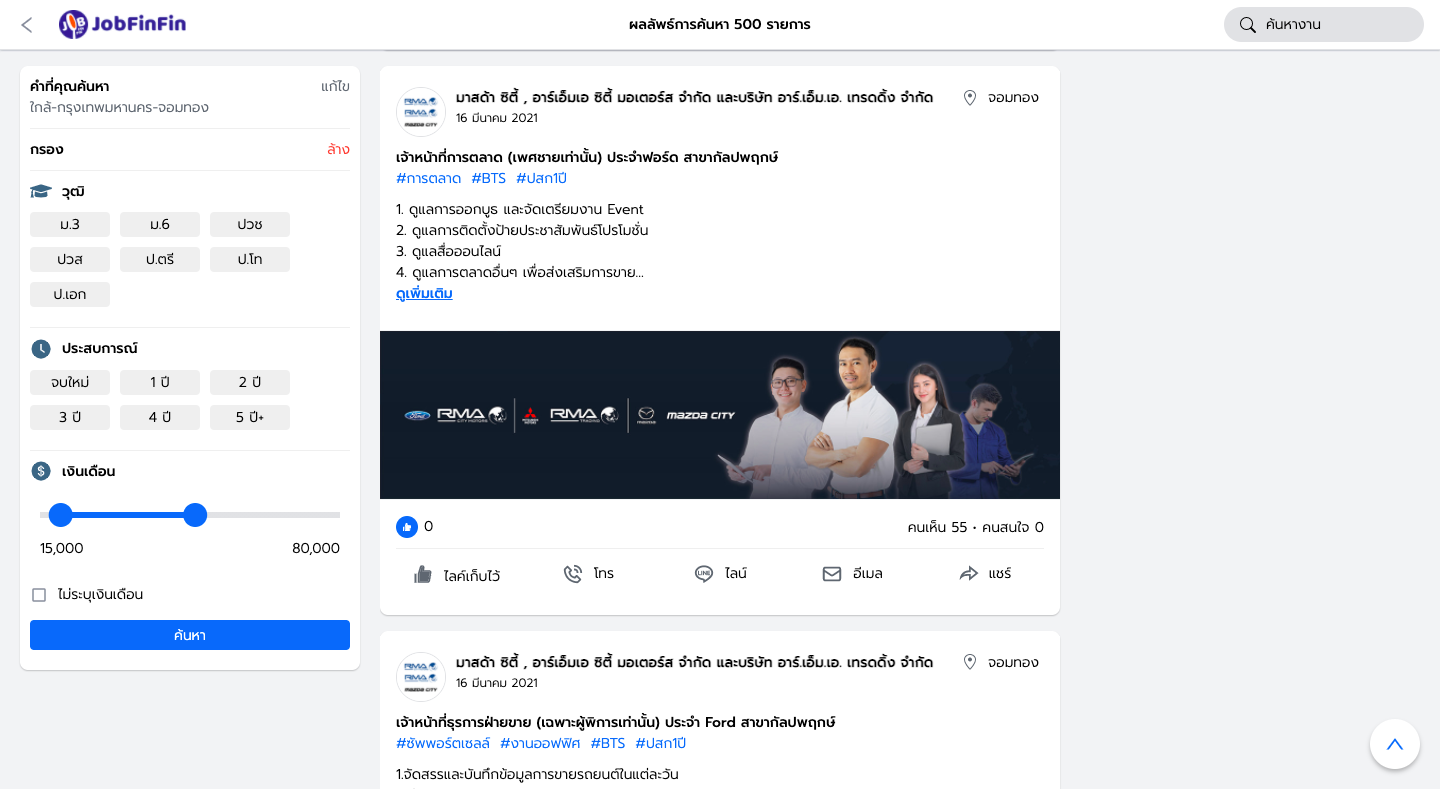 JobFinFin
ผลลัพธ์การค้นหา 500 รายการ
ค้นหางาน
คำที่คุณค้นหา
แก้ไข
ใกล้-กรุงเทพมหานคร-จอมทอง
กรอง
ล้าง
วุฒิ
ม.3 ม.6 ปวช
ปวส ป.ตรี ป.โท
ป.เอก
ประสบการณ์
จบใหม่ 1 ปี 2 ปี
3 ปี 4 ปี 5 ปี+
เงินเดือน
15,000 80,000
ไม่ระบุเงินเดือน
ค้นหา
มาสด้า ซิตี้ , อาร์เอ็มเอ ซิตี้ มอเตอร์ส จำกัด และบริษัท อาร์.เอ็ม.เอ. เทรดดิ้ง จำกัด
จอมทอง
16 มีนาคม 2021
เจ้าหน้าที่การตลาด (เพศชายเท่านั้น) ประจำฟอร์ด สาขากัลปพฤกษ์
#การตลาด #BTS #ปสก1ปี
1. ดูแลการออกบูธ และจัดเตรียมงาน Event
2. ดูแลการติดตั้งป้ายประชาสัมพันธ์โปรโมชั่น
3. ดูแลสื่อออนไลน์
4. ดูแลการตลาดอื่นๆ เพื่อส่งเสริมการขาย...
ดูเพิ่มเติม
Ford RMA CITY MOTORS MITSUBISHI MOTORS RMA TRADING mazda MAZDA CITY
0
คนเห็น 55 • คนสนใจ 0
ไลค์เก็บไว้ โทร LINE ไลน์ อีเมล แชร์
มาสด้า ซิตี้ , อาร์เอ็มเอ ซิตี้ มอเตอร์ส จำกัด และบริษัท อาร์.เอ็ม.เอ. เทรดดิ้ง จำกัด
จอมทอง
16 มีนาคม 2021
เจ้าหน้าที่ธุรการฝ่ายขาย (เฉพาะผู้พิการเท่านั้น) ประจำ Ford สาขากัลปพฤกษ์
#ซัพพอร์ตเซลล์ #งานออฟฟิศ #BTS #ปสก1ปี
1.จัดสรรและบันทึกข้อมูลการขายรถยนต์ในแต่ละวัน